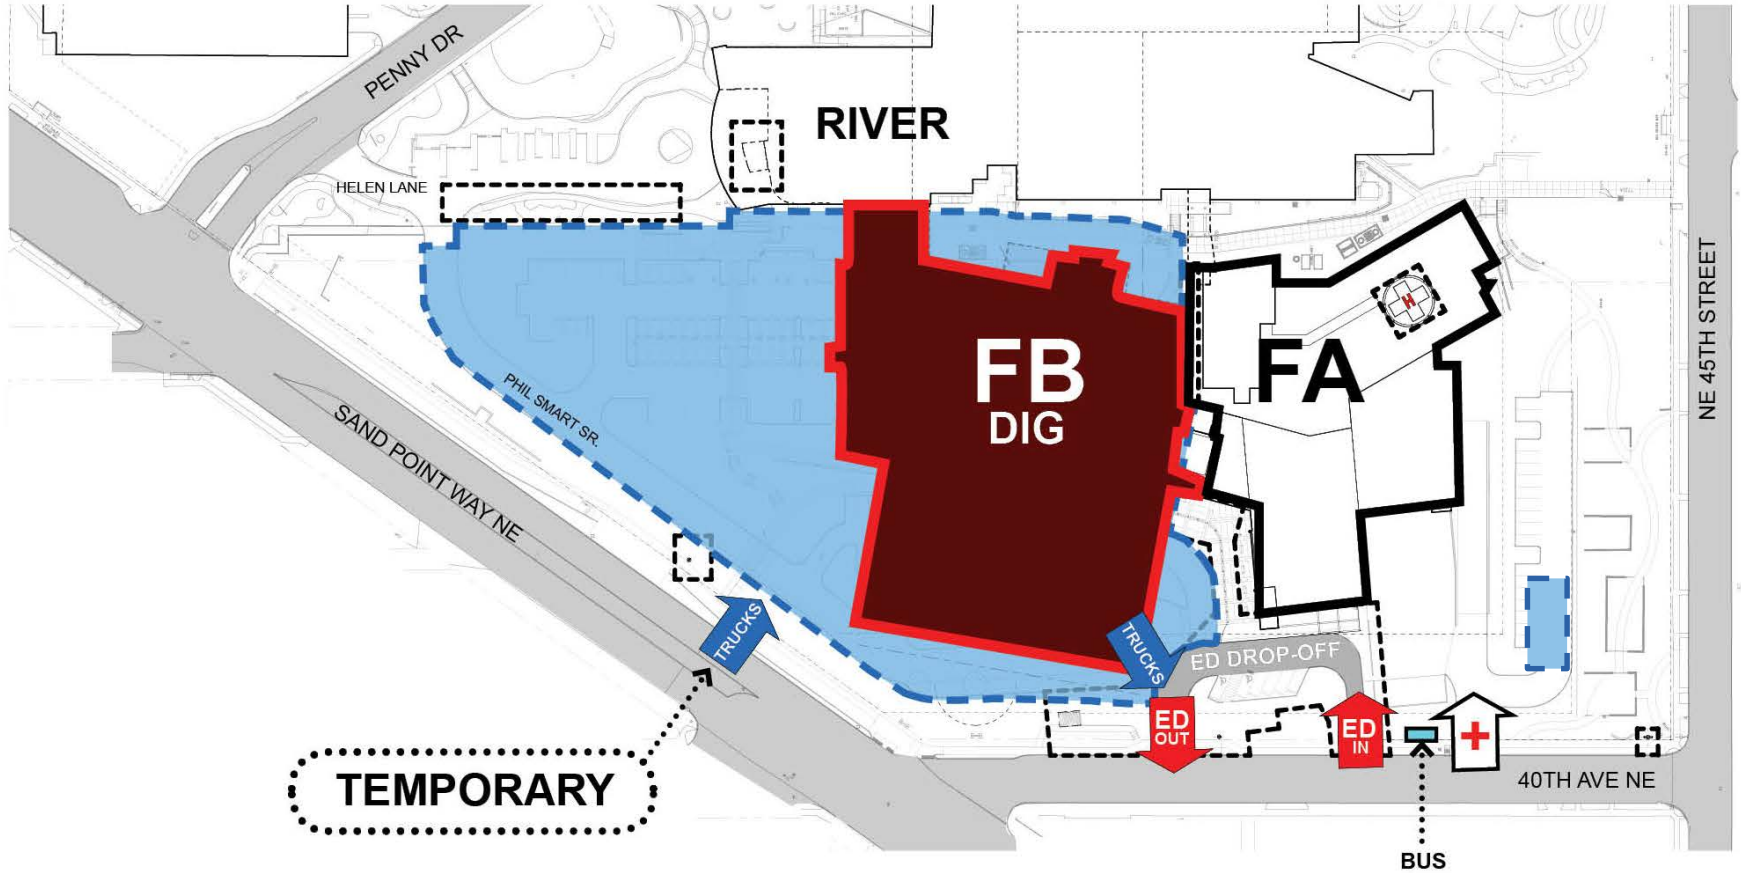 PENNY DR
RIVER
HELEN LANE
H
NE 45TH STREET
FB
DIG
FA
PHIL SMART SR.
SAND POINT WAY NE
TRUCKS
TRUCKS
ED DROP-OFF
ED
OUT
ED
IN
TEMPORARY
40TH AVE NE
BUS